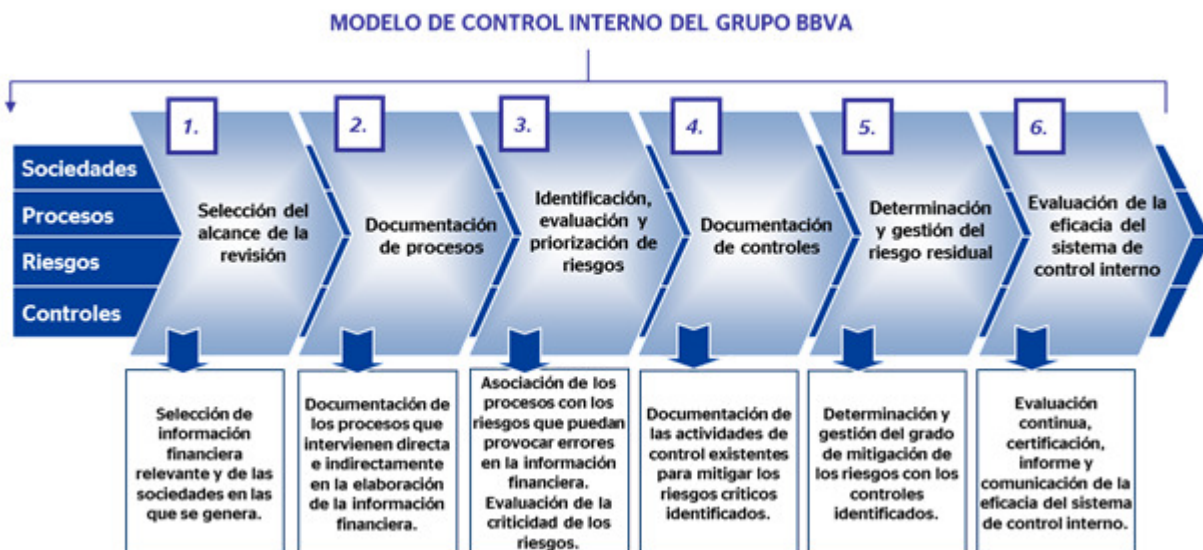 MODELO DE CONTROL INTERNO DEL GRUPO BBVA
Sociedades
Procesos
Riesgos
Controles
1.
Selección del
alcance de la
revisión
2.
Documentación
de procesos
3.
Identificación,
evaluación y
priorización de
riesgos
4.
Documentación
de controles
5.
Determinación
y gestión del
riesgo residual
6.
Evaluación de la
eficacia del
sistema de
control interno
Selección de
información
financiera
relevante y de las
sociedades en las
que se genera.
Documentación de
los procesos que
intervienen directa
e indirectamente
en la elaboración
de la información
financiera.
Asociación de los
procesos con los
riesgos que puedan
provocar errores
en la información
financiera.
Evaluación de la
criticidad de los
riesgos.
Documentación de
las actividades de
control existentes
para mitigar los
riesgos críticos
identificados.
Determinación y
gestión del grado
de mitigación de
los riesgos con los
controles
identificados.
Evaluación
continua,
certificación,
informe y
comunicación de la
eficacia del sistema
de control interno.